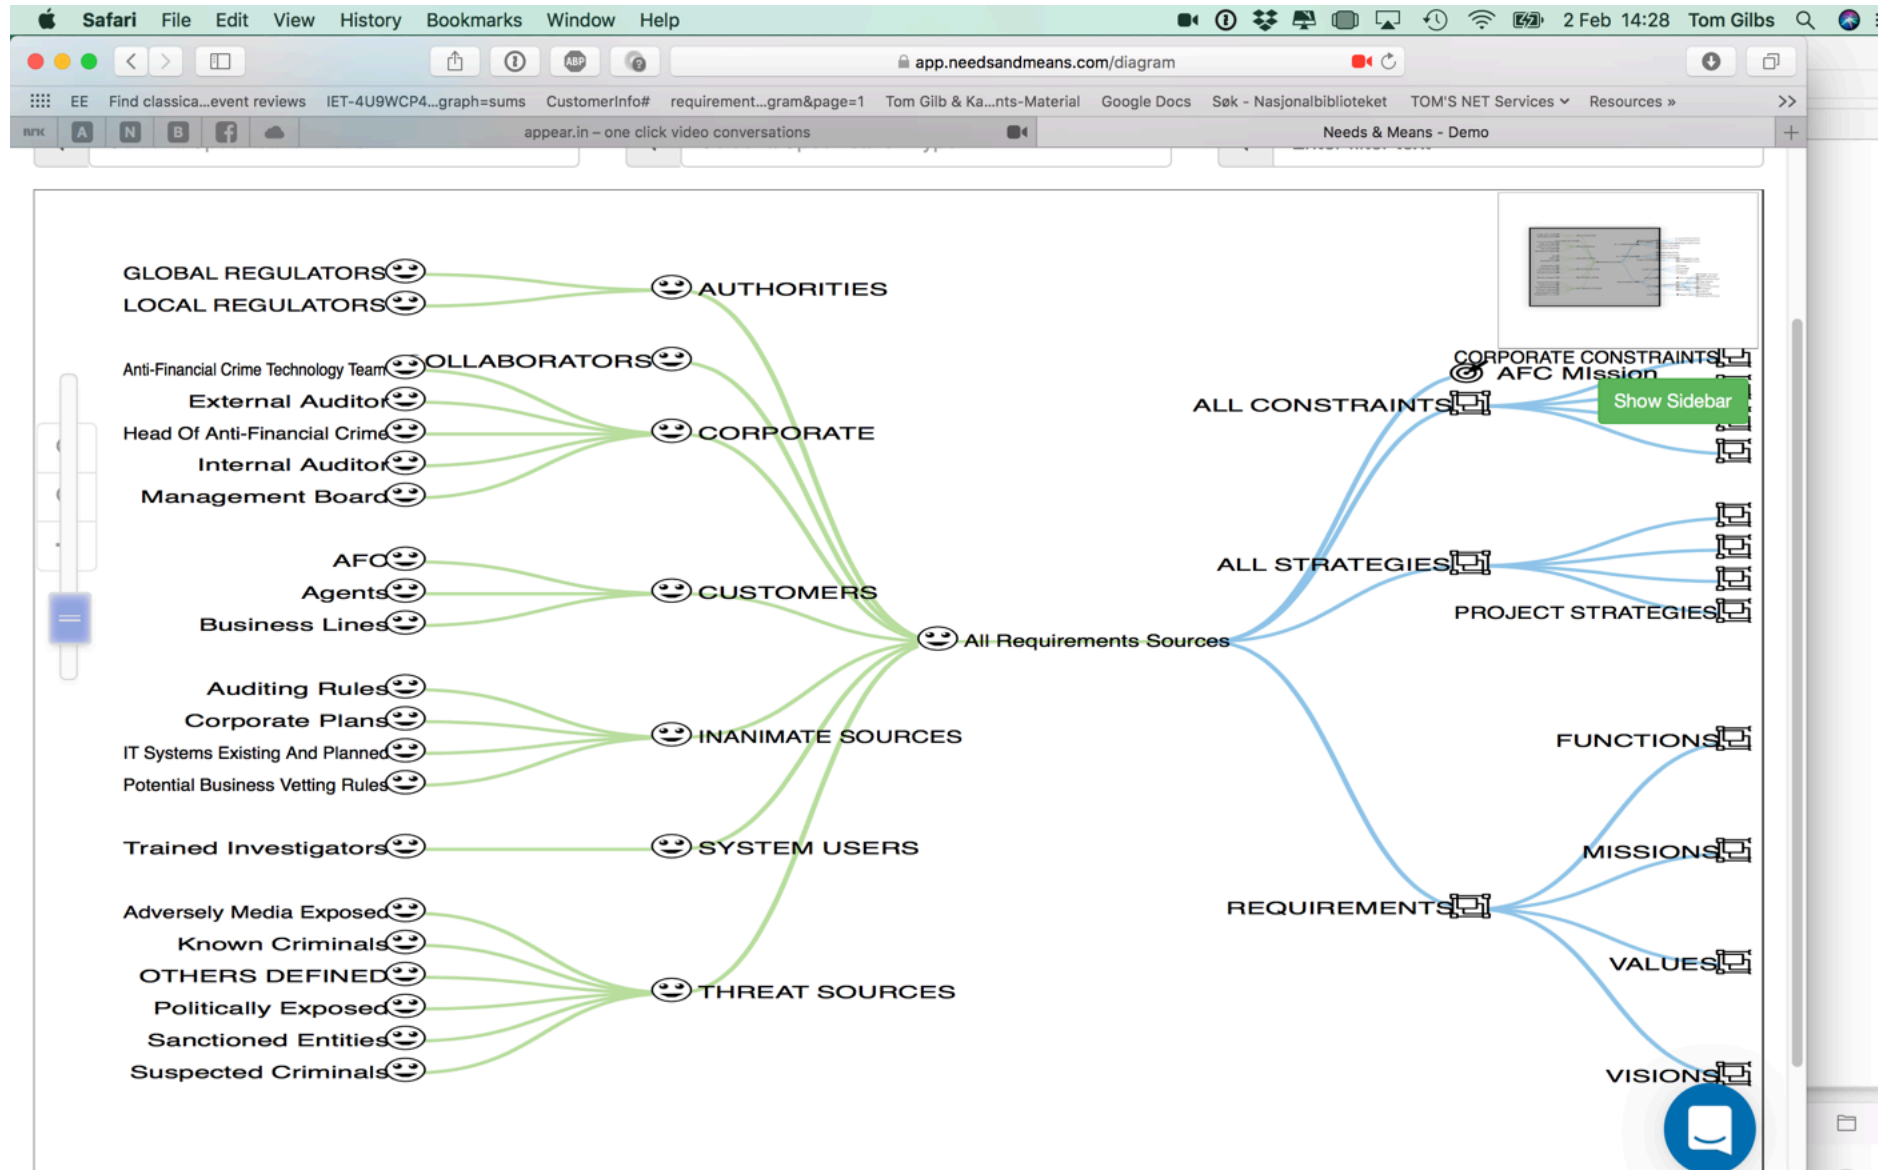 Safari File Edit View History Bookmarks Window Help 2 Feb 14:28 Tom Gilbs
ABP app.needsandmeans.com/diagram
EE Find classica...event reviews IET-4U9WCP4...graph=sums CustomerInfo# requirement...gram&page=1 Tom Gilb & Ka...nts-Material Google Docs Søk - Nasjonalbiblioteket TOM'S NET Services Resources » >>
NRK A N B appear.in – one click video conversations Needs & Means - Demo +
GLOBAL REGULATORS
LOCAL REGULATORS
AUTHORITIES
OLLABORATORS
Anti-Financial Crime Technology Team
External Auditor
Head Of Anti-Financial Crime
Internal Auditor
Management Board
CORPORATE
AFC
Agents
Business Lines
CUSTOMERS
Auditing Rules
Corporate Plans
IT Systems Existing And Planned
Potential Business Vetting Rules
INANIMATE SOURCES
Trained Investigators
SYSTEM USERS
Adversely Media Exposed
Known Criminals
OTHERS DEFINED
Politically Exposed
Sanctioned Entities
Suspected Criminals
THREAT SOURCES
All Requirements Sources
CORPORATE CONSTRAINTS
AFC MIssion
ALL CONSTRAINTS
Show Sidebar
ALL STRATEGIES
PROJECT STRATEGIES
FUNCTIONS
MISSIONS
REQUIREMENTS
VALUES
VISIONS